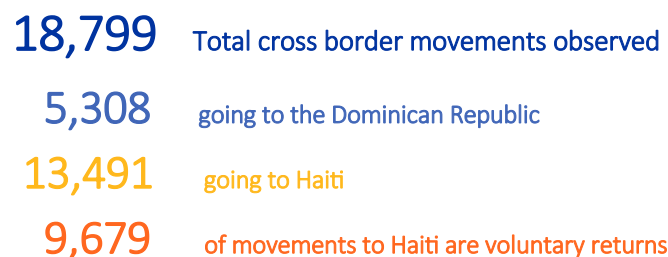 18,799 Total cross border movements observed
5,308 going to the Dominican Republic
13,491 going to Haiti
9,679 of movements to Haiti are voluntary returns